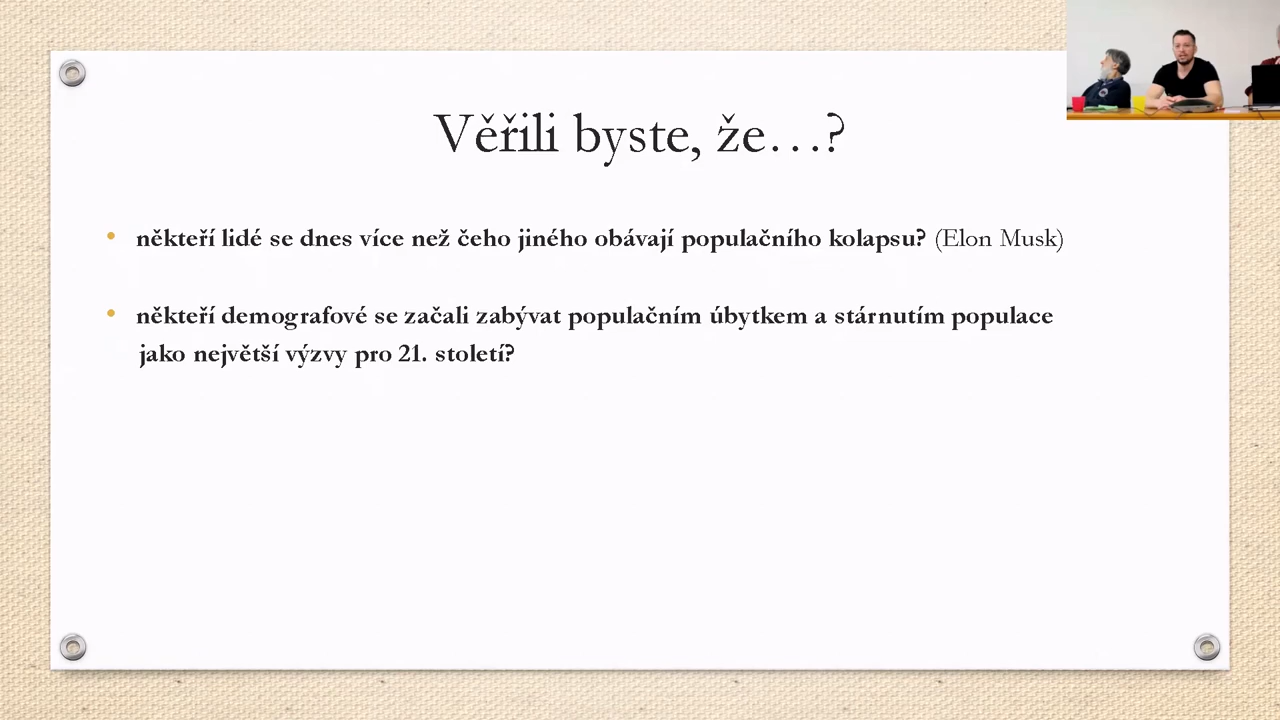 Věřili byste, že…?
• někteří lidé se dnes více než čeho jiného obávají populačního kolapsu? (Elon Musk)
• někteří demografové se začali zabývat populačním úbytkem a stárnutím populace
jako největší výzvy pro 21. století?